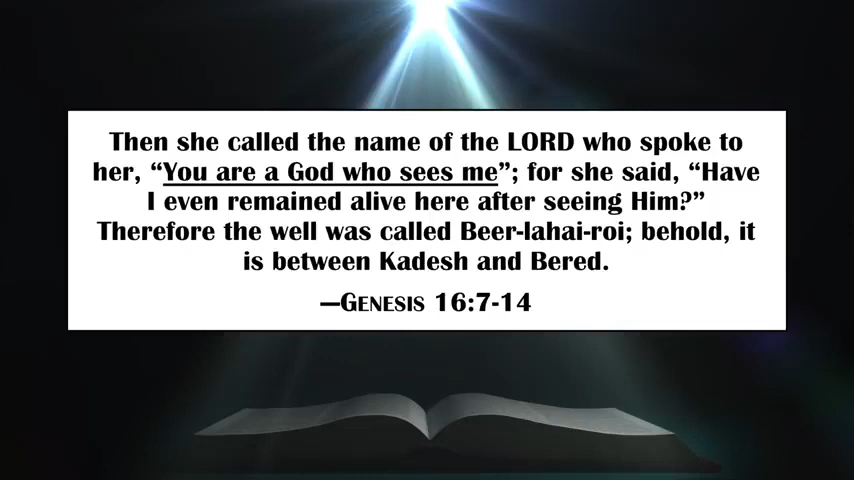 Then she called the name of the LORD who spoke to
her, “You are a God who sees me”; for she said, “Have
I even remained alive here after seeing Him?”
Therefore the well was called Beer-lahai-roi; behold, it
is between Kadesh and Bered.
—GENESIS 16:7-14